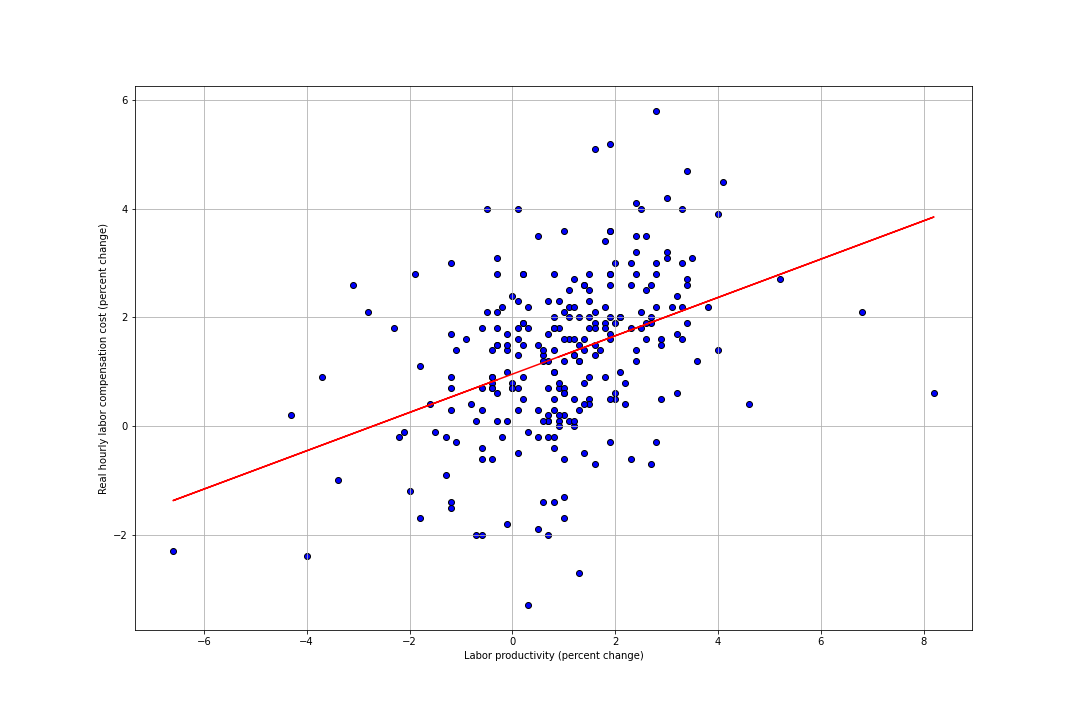 Real hourly labor compensation cost (percent change)
6
4
2
0
−2
−6 −4 −2 0 2 4 6 8
Labor productivity (percent change)